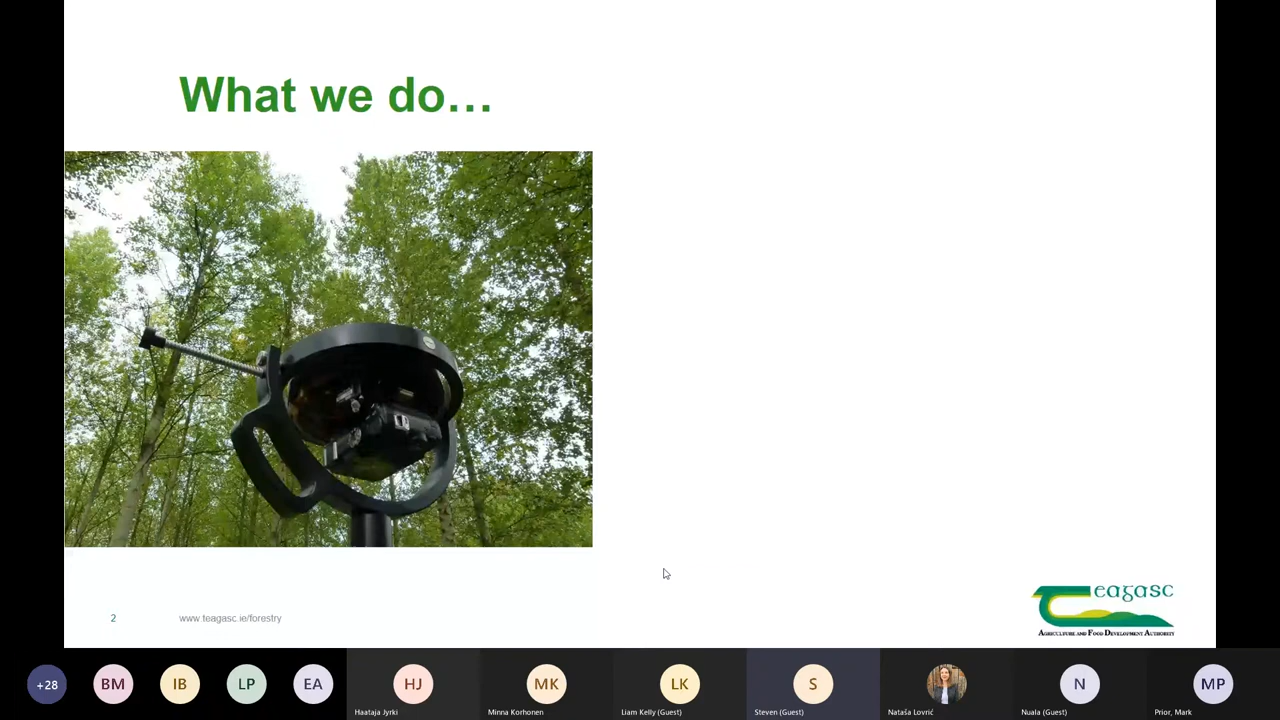 What we do…
2
www.teagasc.ie/forestry
Teagasc
AGRICULTURE AND FOOD DEVELOPMENT AUTHORITY
+28
BM
IB
LP
EA
HJ
MK
LK
S
N
MP
Haataja Jyrki
Minna Korhonen
Liam Kelly (Guest)
Steven (Guest)
Nataša Lovrić
Nuala (Guest)
Prior, Mark